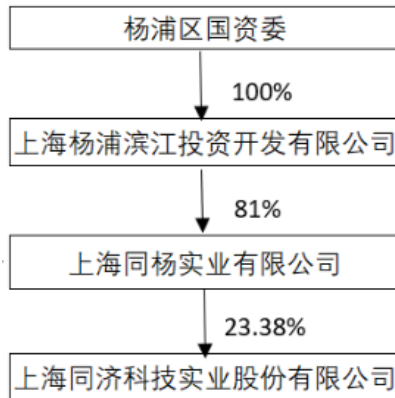 杨浦区国资委
100%
上海杨浦滨江投资开发有限公司
81%
上海同杨实业有限公司
23.38%
上海同济科技实业股份有限公司